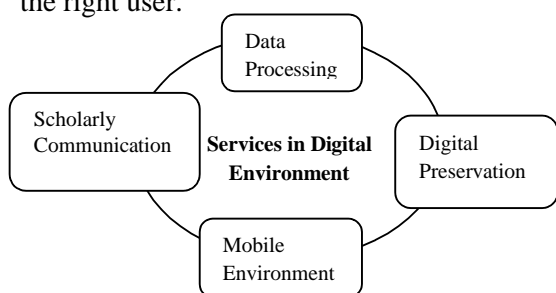 the right user.
Data
Processing
Scholarly
Communication
Services in Digital
Environment
Digital
Preservation
Mobile
Environment